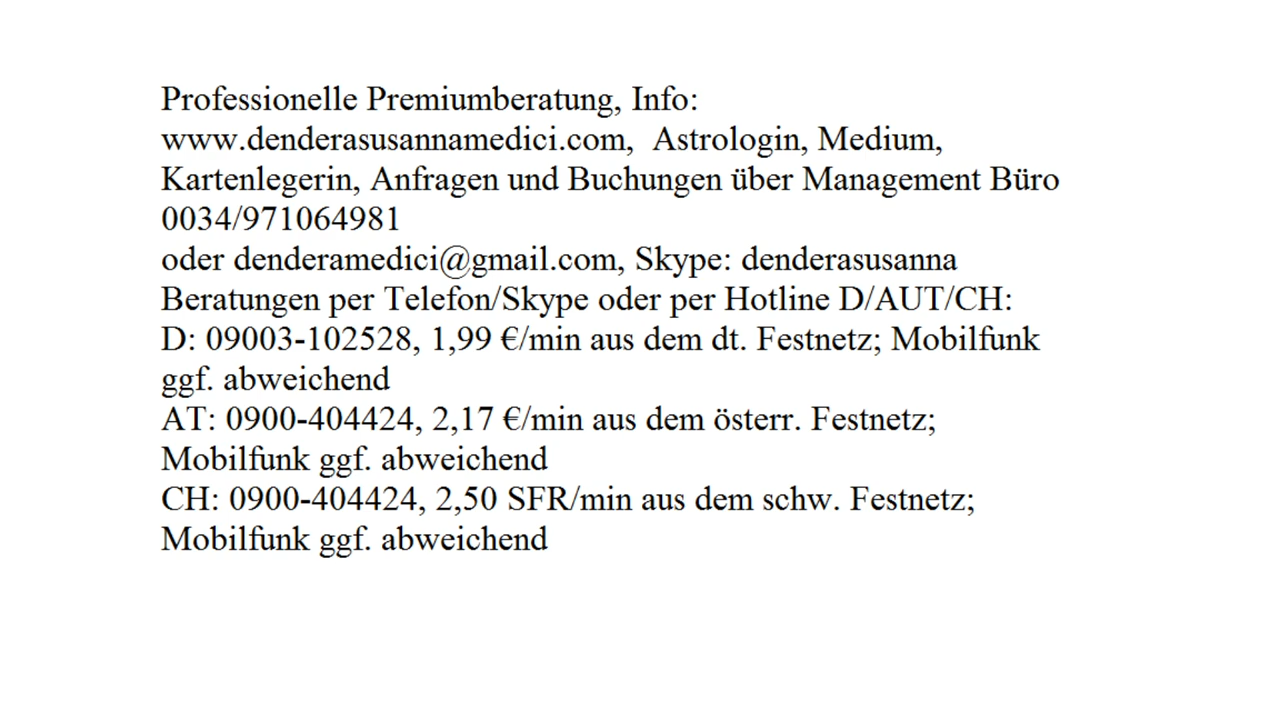 Professionelle Premiumberatung, Info:
www.denderasusannamedici.com,  Astrologin, Medium,
Kartenlegerin, Anfragen und Buchungen über Management Büro
0034/971064981
oder denderamedici@gmail.com, Skype: denderasusanna
Beratungen per Telefon/Skype oder per Hotline D/AUT/CH:
D: 09003-102528, 1,99 €/min aus dem dt. Festnetz; Mobilfunk
ggf. abweichend
AT: 0900-404424, 2,17 €/min aus dem österr. Festnetz;
Mobilfunk ggf. abweichend
CH: 0900-404424, 2,50 SFR/min aus dem schw. Festnetz;
Mobilfunk ggf. abweichend